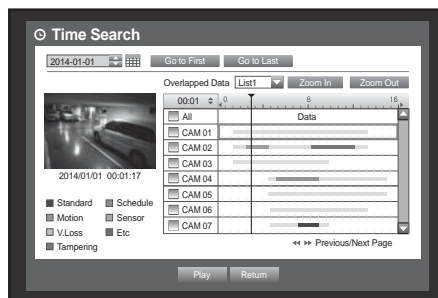 Time Search
2014-01-01 Go to First Go to Last
Overlapped Data List1 Zoom In Zoom Out
00:01 0 8 16
All Data
CAM 01
CAM 02
CAM 03
CAM 04
CAM 05
CAM 06
CAM 07
2014/01/01 00:01:17
Standard Schedule
Motion Sensor
V.Loss Etc
Tampering
Previous/Next Page
Play Return